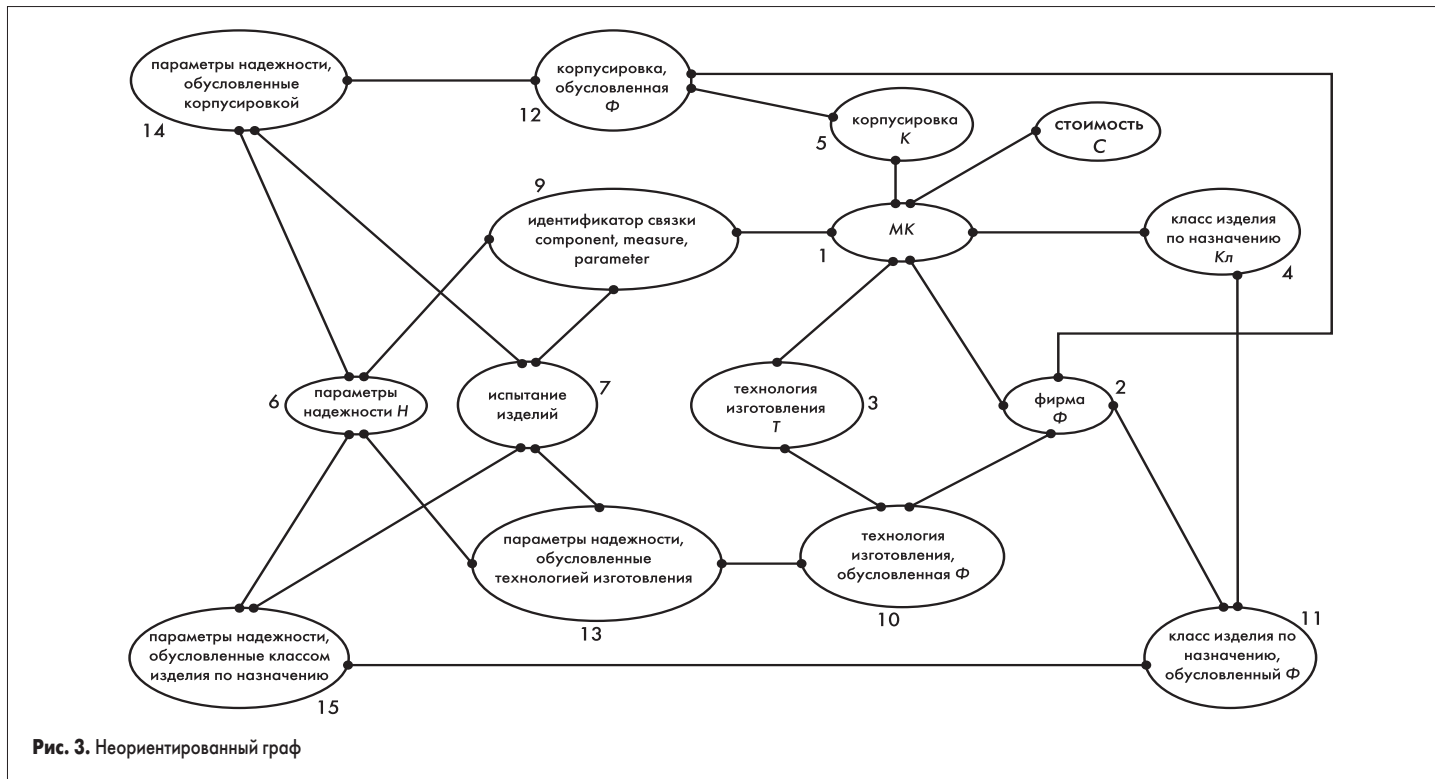 параметры надежности,
обусловленные
корпусировкой
14
корпусировка,
обусловленная
Ф
12
корпусировка
К
5
стоимость
С
9
идентификатор связки
component, measure,
parameter
МК
1
класс изделия
по назначению
Кл
4
6
параметры
надежности Н
испытание
изделий
7
технология
изготовления
Т
3
фирма
Ф
2
параметры надежности,
обусловленные
технологией изготовления
13
технология
изготовления,
обусловленная Ф
10
параметры надежности,
обусловленные классом
изделия по назначению
15
класс изделия по
назначению,
обусловленный Ф
11
Рис. 3. Неориентированный граф